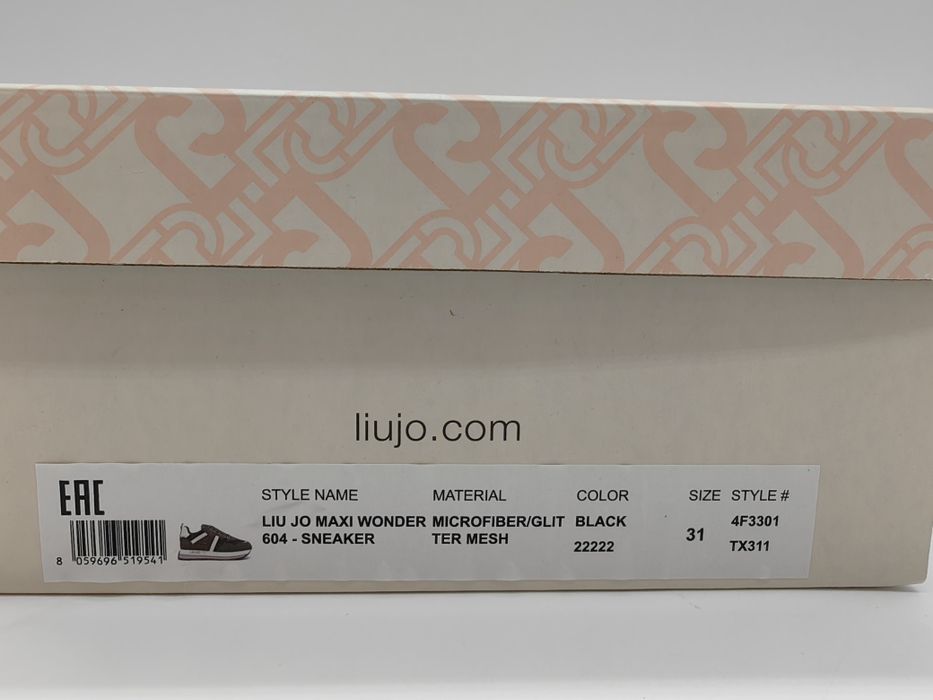 liujo.com
EAC
STYLE NAME MATERIAL COLOR SIZE STYLE #
LIU JO MAXI WONDER MICROFIBER/GLIT BLACK 31 4F3301
604 - SNEAKER TER MESH 22222 TX311
8 059696 519541